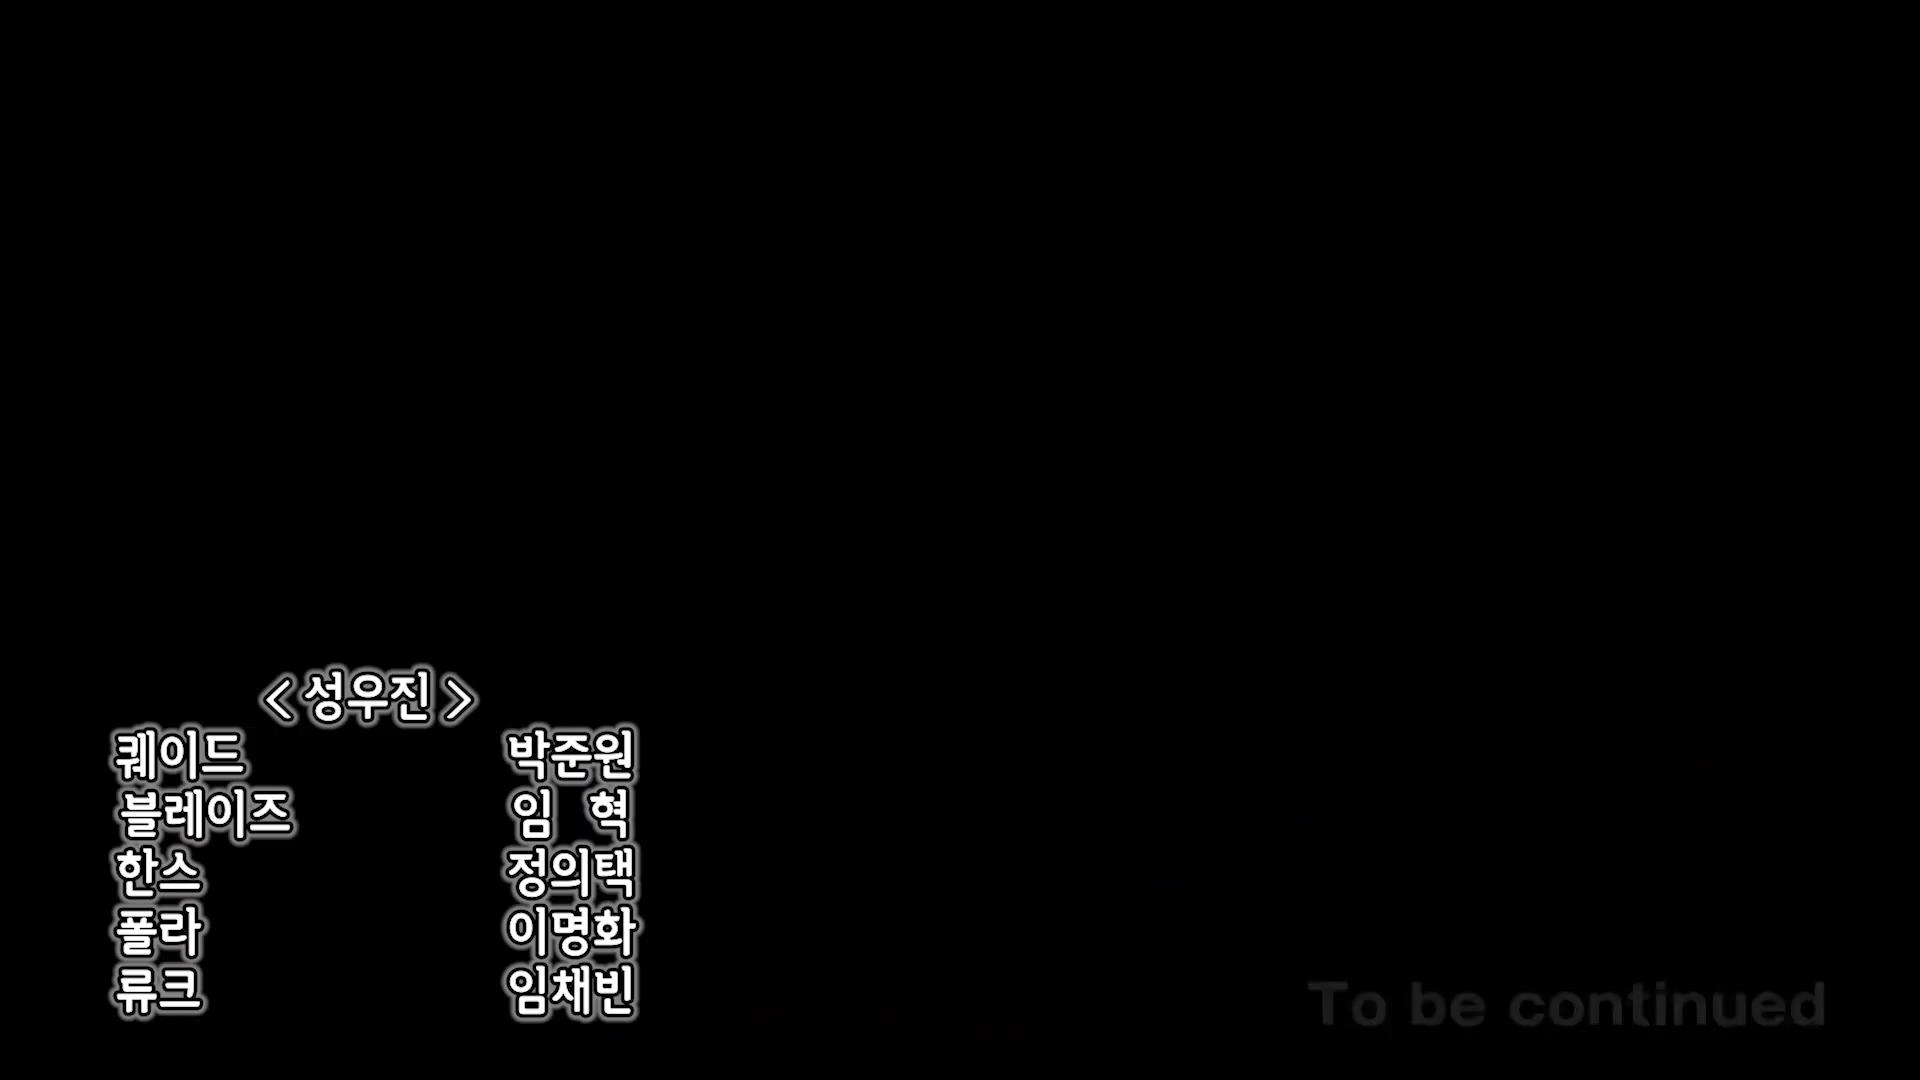 < 성우진 >
퀘이드 박준원
블레이즈 임 혁
한스 정의택
폴라 이명화
류크 임채빈
To be continued